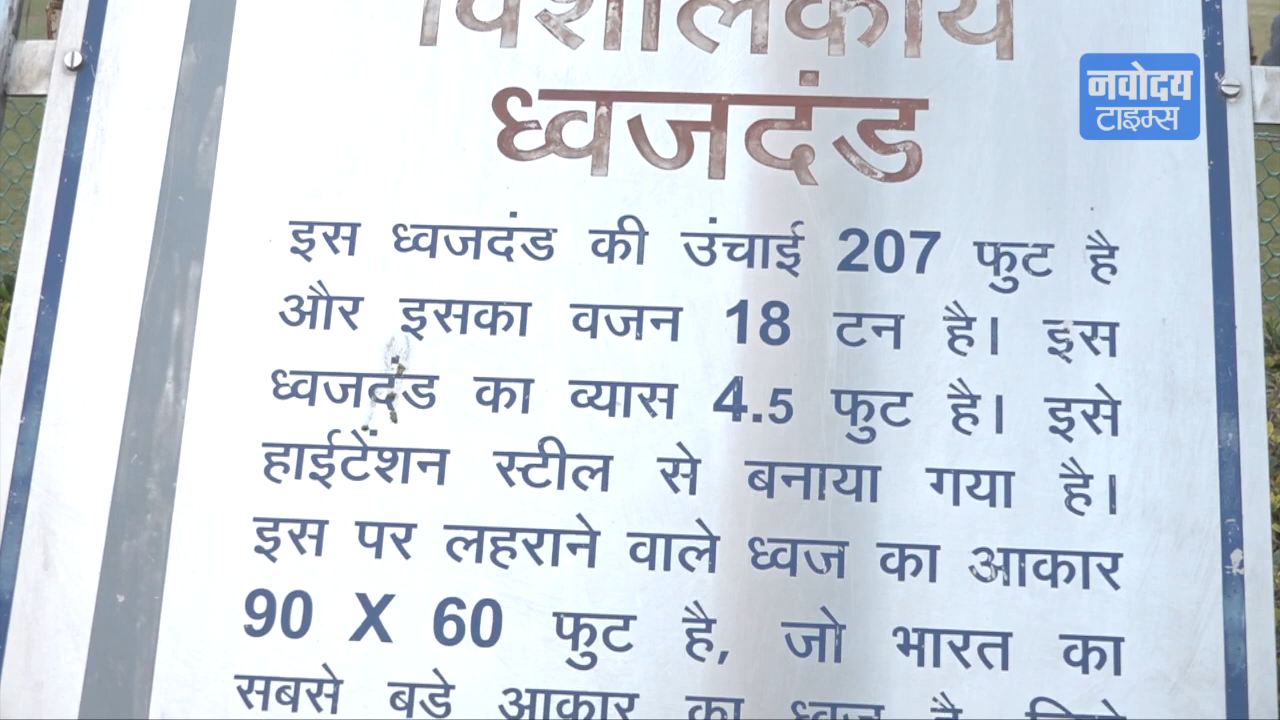 विशालकाय
ध्वजदंड
नवोदय
टाइम्स
इस ध्वजदंड की उंचाई 207 फुट है
और इसका वजन 18 टन है। इस
ध्वजदंड का व्यास 4.5 फुट है। इसे
हाईटेंशन स्टील से बनाया गया है।
इस पर लहराने वाले ध्वज का आकार
90 X 60 फुट है, जो भारत का
सबसे बड़े आकार का ध्वज है